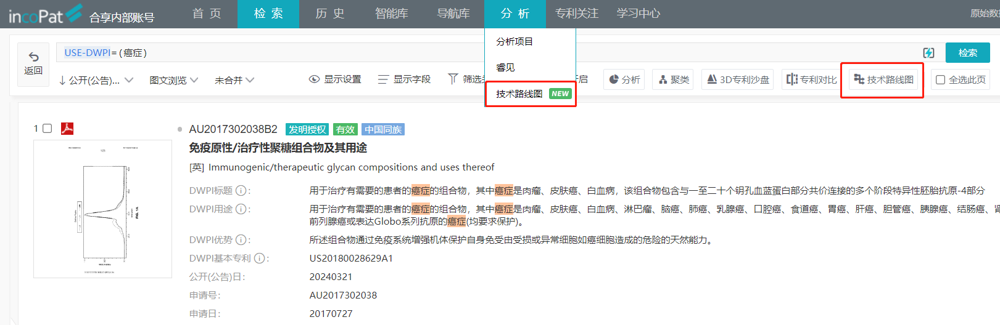 incoPat 合享内部账号 首 页 检 索 历 史 智能库 导航库 分 析 专利关注 学习中心
分析项目
睿见
技术路线图 NEW
返回
USE-DWPI=(癌症)
检索
公开(公告)... 图文浏览 未合并 显示设置 显示字段 分析 聚类 3D专利沙盘 专利对比 技术路线图 全选此页
1 AU2017302038B2 发明授权 有效 中国同族
免疫原性/治疗性聚糖组合物及其用途
[英] Immunogenic/therapeutic glycan compositions and uses thereof
DWPI标题 : 用于治疗有需要的患者的癌症的组合物，其中癌症是肉瘤、皮肤癌、白血病，该组合物包含与一至二十个钥孔血蓝蛋白部分共价连接的多个阶段特异性胚胎抗原-4部分
DWPI用途 : 用于治疗有需要的患者的癌症的组合物，其中癌症是肉瘤、皮肤癌、白血病、淋巴瘤、脑癌、肺癌、乳腺癌、口腔癌、食道癌、胃癌、肝癌、胆管癌、胰腺癌、结肠癌、
前列腺癌或表达Globo系列抗原的癌症(均要求保护)。
DWPI优势 : 所述组合物通过免疫系统增强机体保护自身免受由受损或异常细胞如癌细胞造成的危险的天然能力。
DWPI基本专利 : US20180028629A1
公开(公告)日: 20240321
申请号: AU2017302038
申请日: 20170727
FIG. 1A